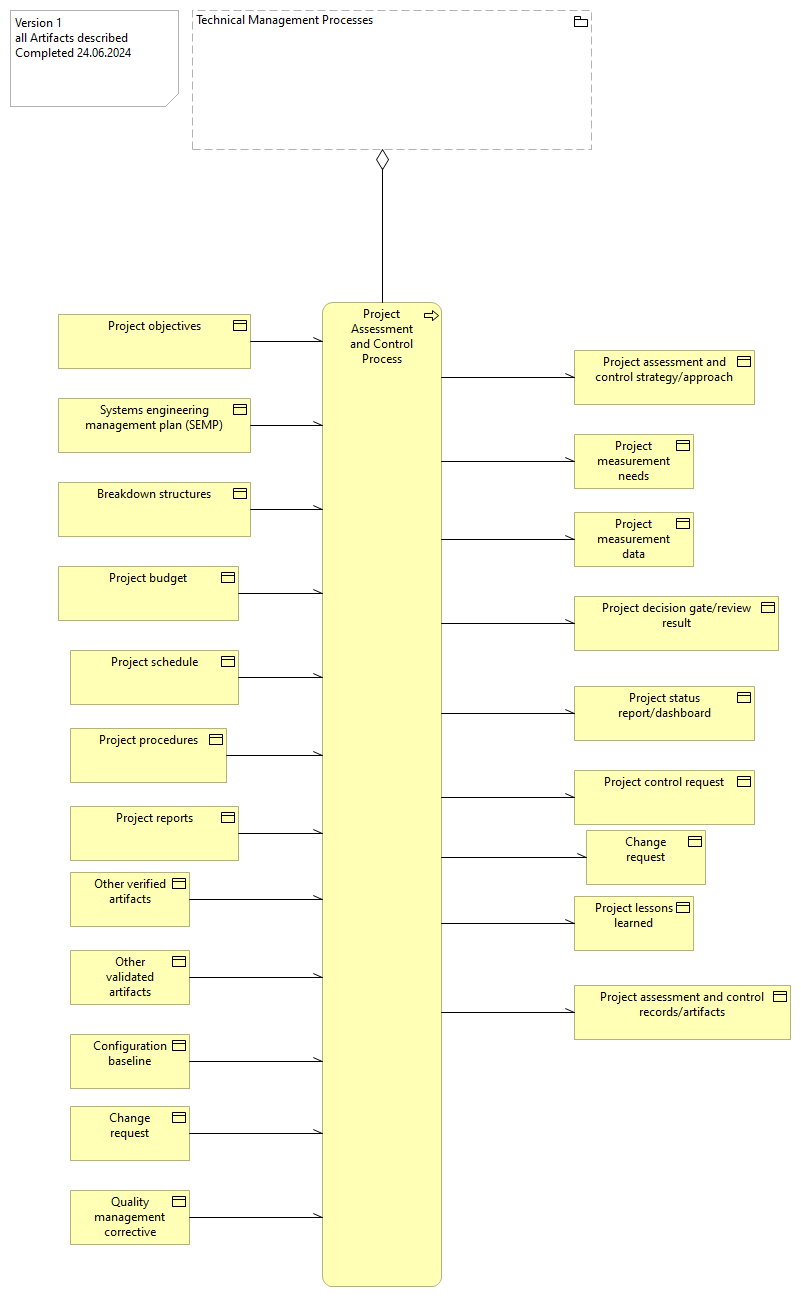 Version 1
all Artifacts described
Completed 24.06.2024
Technical Management Processes
Project
Assessment
and Control
Process
Project objectives
Systems engineering
management plan (SEMP)
Breakdown structures
Project budget
Project schedule
Project procedures
Project reports
Other verified
artifacts
Other
validated
artifacts
Configuration
baseline
Change
request
Quality
management
corrective
Project assessment and
control strategy/approach
Project
measurement
needs
Project
measurement
data
Project decision gate/review
result
Project status
report/dashboard
Project control request
Change
request
Project lessons
learned
Project assessment and control
records/artifacts